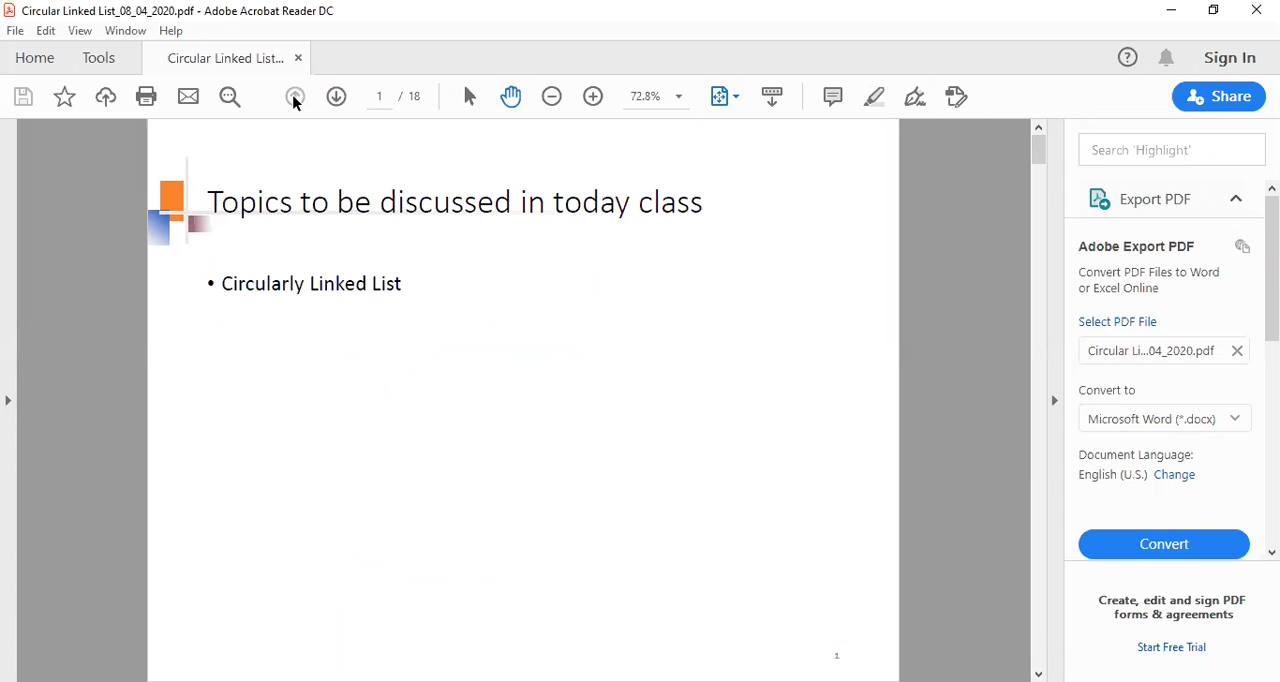 Circular Linked List_08_04_2020.pdf - Adobe Acrobat Reader DC
File Edit View Window Help
Home Tools Circular Linked List... Sign In
1 / 18 72.8% Share
Search 'Highlight'
Topics to be discussed in today class
Export PDF
Adobe Export PDF
Convert PDF Files to Word
or Excel Online
• Circularly Linked List
Select PDF File
Circular Li...04_2020.pdf
Convert to
Microsoft Word (*.docx)
Document Language:
English (U.S.) Change
Convert
Create, edit and sign PDF
forms & agreements
Start Free Trial
1